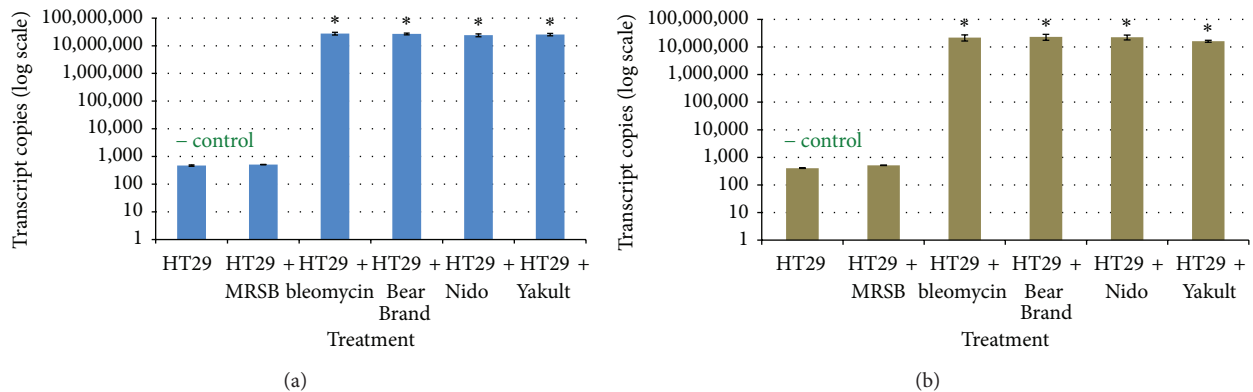 Transcript copies (log scale)
100,000,000
10,000,000
1,000,000
100,000
10,000
1,000
100
10
1
− control
* * * *
HT29 HT29 + HT29 + HT29 + HT29 + HT29 +
MRSB bleomycin Bear Nido Yakult
Brand
Treatment
(a)
Transcript copies (log scale)
100,000,000
10,000,000
1,000,000
100,000
10,000
1,000
100
10
1
− control
* * * *
HT29 HT29 + HT29 + HT29 + HT29 + HT29 +
MRSB bleomycin Bear Nido Yakult
Brand
Treatment
(b)